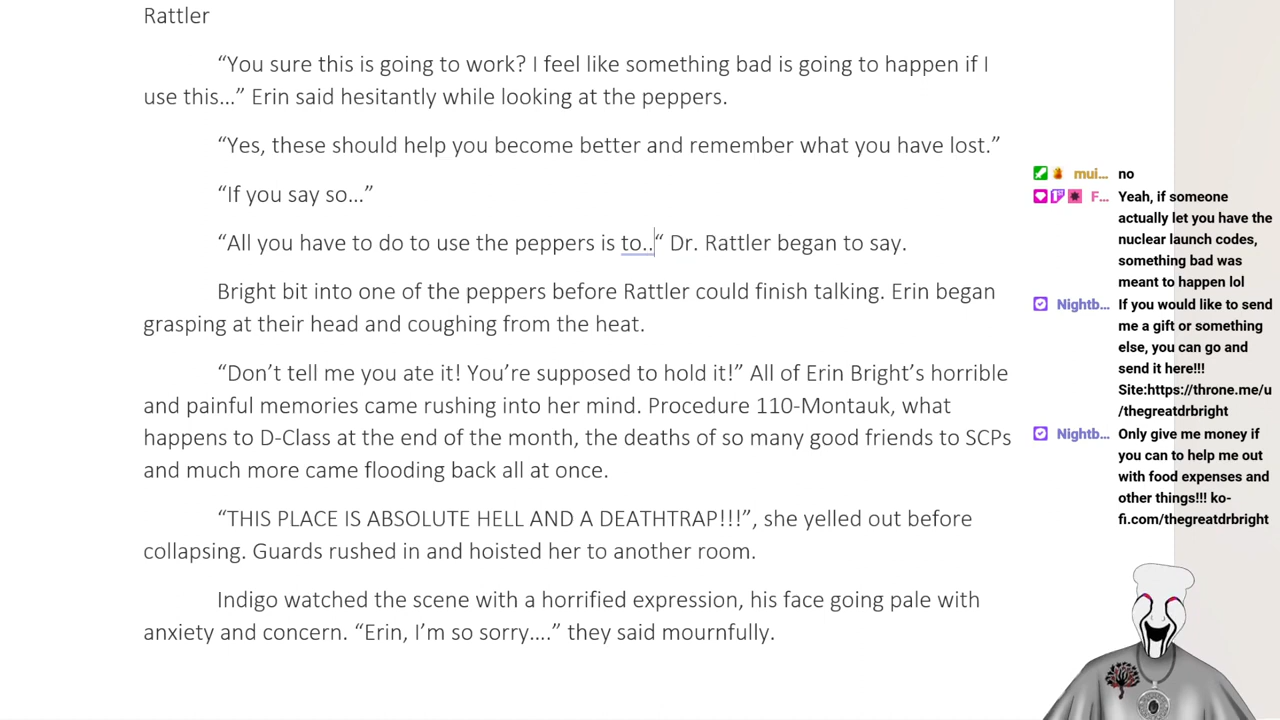 Rattler
“You sure this is going to work? I feel like something bad is going to happen if I
use this…” Erin said hesitantly while looking at the peppers.
“Yes, these should help you become better and remember what you have lost.”
“If you say so…”
“All you have to do to use the peppers is to..“ Dr. Rattler began to say.
Bright bit into one of the peppers before Rattler could finish talking. Erin began
grasping at their head and coughing from the heat.
“Don’t tell me you ate it! You’re supposed to hold it!” All of Erin Bright’s horrible
and painful memories came rushing into her mind. Procedure 110-Montauk, what
happens to D-Class at the end of the month, the deaths of so many good friends to SCPs
and much more came flooding back all at once.
“THIS PLACE IS ABSOLUTE HELL AND A DEATHTRAP!!!”, she yelled out before
collapsing. Guards rushed in and hoisted her to another room.
Indigo watched the scene with a horrified expression, his face going pale with
anxiety and concern. “Erin, I’m so sorry….” they said mournfully.
mui... no
F... Yeah, if someone
actually let you have the
nuclear launch codes,
something bad was
meant to happen lol
Nightb... If you would like to send
me a gift or something
else, you can go and
send it here!!!
Site:https://throne.me/u
/thegreatdrbright
Nightb... Only give me money if
you can to help me out
with food expenses and
other things!!! ko-
fi.com/thegreatdrbright